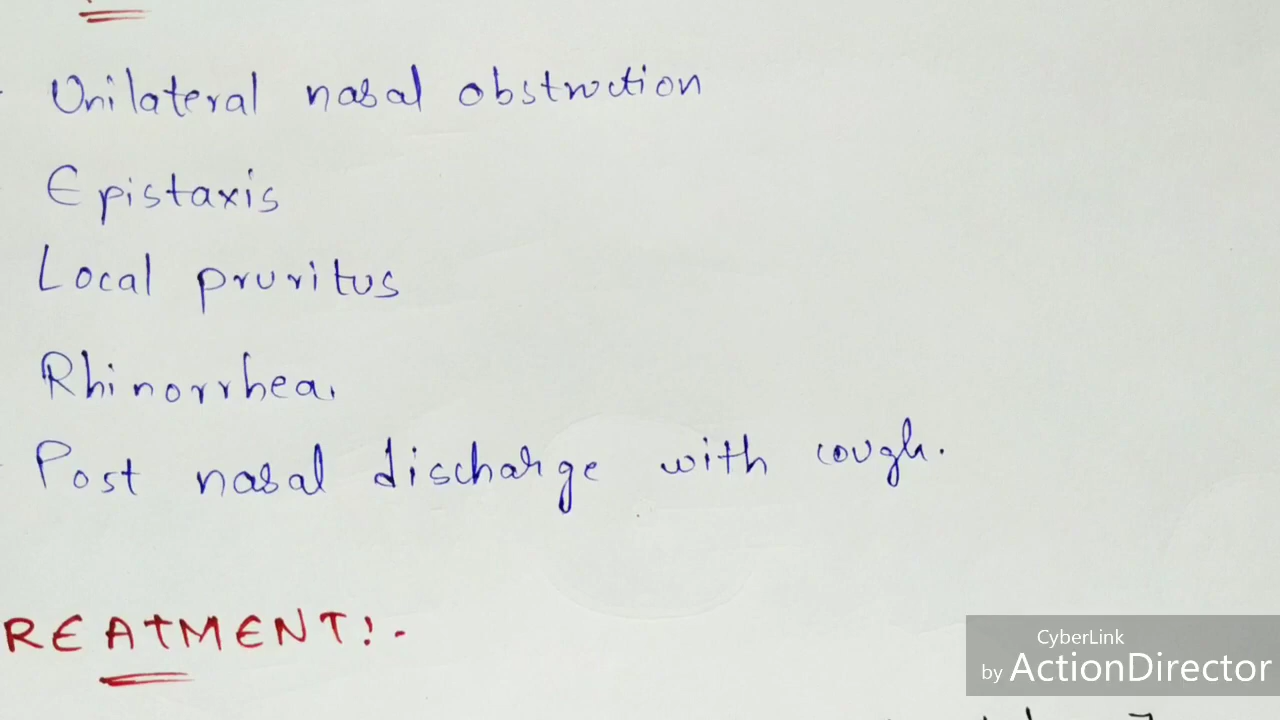 Unilateral nasal obstruction
Epistaxis
Local pruritus
Rhinorrhea.
Post nasal discharge with cough.
REATMENT:-
CyberLink
by ActionDirector